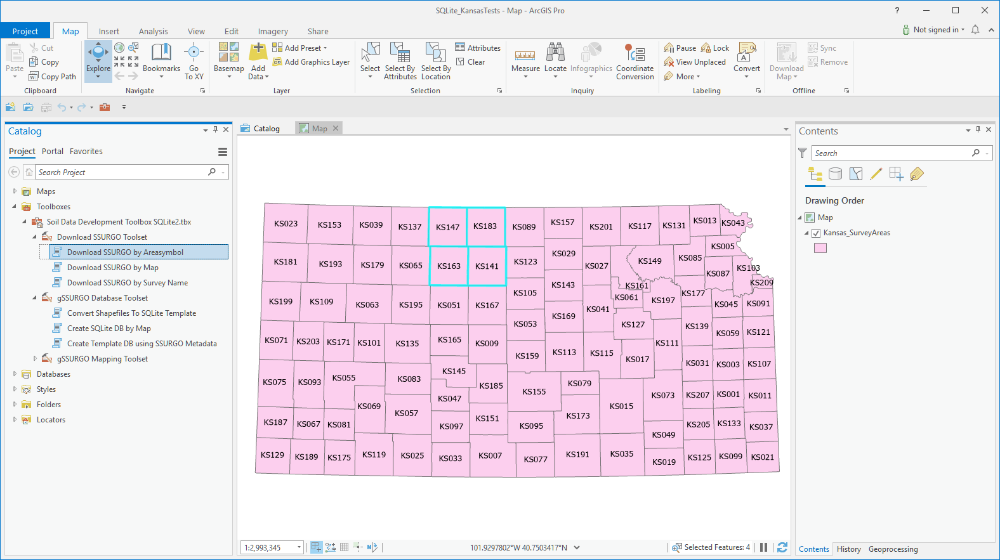 SQLite_KansasTests - Map - ArcGIS Pro
?
Project Map Insert Analysis View Edit Imagery Share
Not signed in
Paste
Cut
Copy
Copy Path
Clipboard
Explore
Bookmarks
Go To XY
Navigate
Basemap
Add Data
Add Preset
Add Graphics Layer
Layer
Select
Select By Attributes
Select By Location
Attributes
Clear
Selection
Measure
Locate
Infographics
Coordinate Conversion
Inquiry
Pause
Lock
View Unplaced
More
Convert
Labeling
Download Map
Sync
Remove
Offline
Catalog
Project Portal Favorites
Search Project
Maps
Toolboxes
Soil Data Development Toolbox SQLite2.tbx
Download SSURGO Toolset
Download SSURGO by Areasymbol
Download SSURGO by Map
Download SSURGO by Survey Name
gSSURGO Database Toolset
Convert Shapefiles To SQLite Template
Create SQLite DB by Map
Create Template DB using SSURGO Metadata
gSSURGO Mapping Toolset
Databases
Styles
Folders
Locators
Catalog
Map
KS023 KS153 KS039 KS137 KS147 KS183 KS089 KS157 KS201 KS117 KS131 KS013 KS043
KS005
KS181 KS193 KS179 KS065 KS163 KS141 KS123 KS029 KS027 KS149 KS085 KS087 KS103
KS209
KS199 KS109 KS063 KS195 KS051 KS167 KS105 KS143 KS041 KS161 KS061 KS197 KS177 KS045 KS091
KS071 KS203 KS171 KS101 KS135 KS165 KS009 KS053 KS169 KS127 KS139 KS059 KS121
KS159 KS113 KS115 KS017 KS111 KS031 KS003 KS107
KS075 KS093 KS055 KS083 KS145 KS185 KS155 KS079
KS069 KS057 KS047 KS015 KS073 KS207 KS001 KS011
KS187 KS067 KS081 KS097 KS151 KS095 KS173 KS049 KS205 KS133 KS037
KS129 KS189 KS175 KS119 KS025 KS033 KS007 KS077 KS191 KS035 KS019 KS125 KS099 KS021
1:2,993,345
101.9297802°W 40.7503417°N
Selected Features: 4
Contents
Search
Drawing Order
Map
Kansas_SurveyAreas
Contents History Geoprocessing